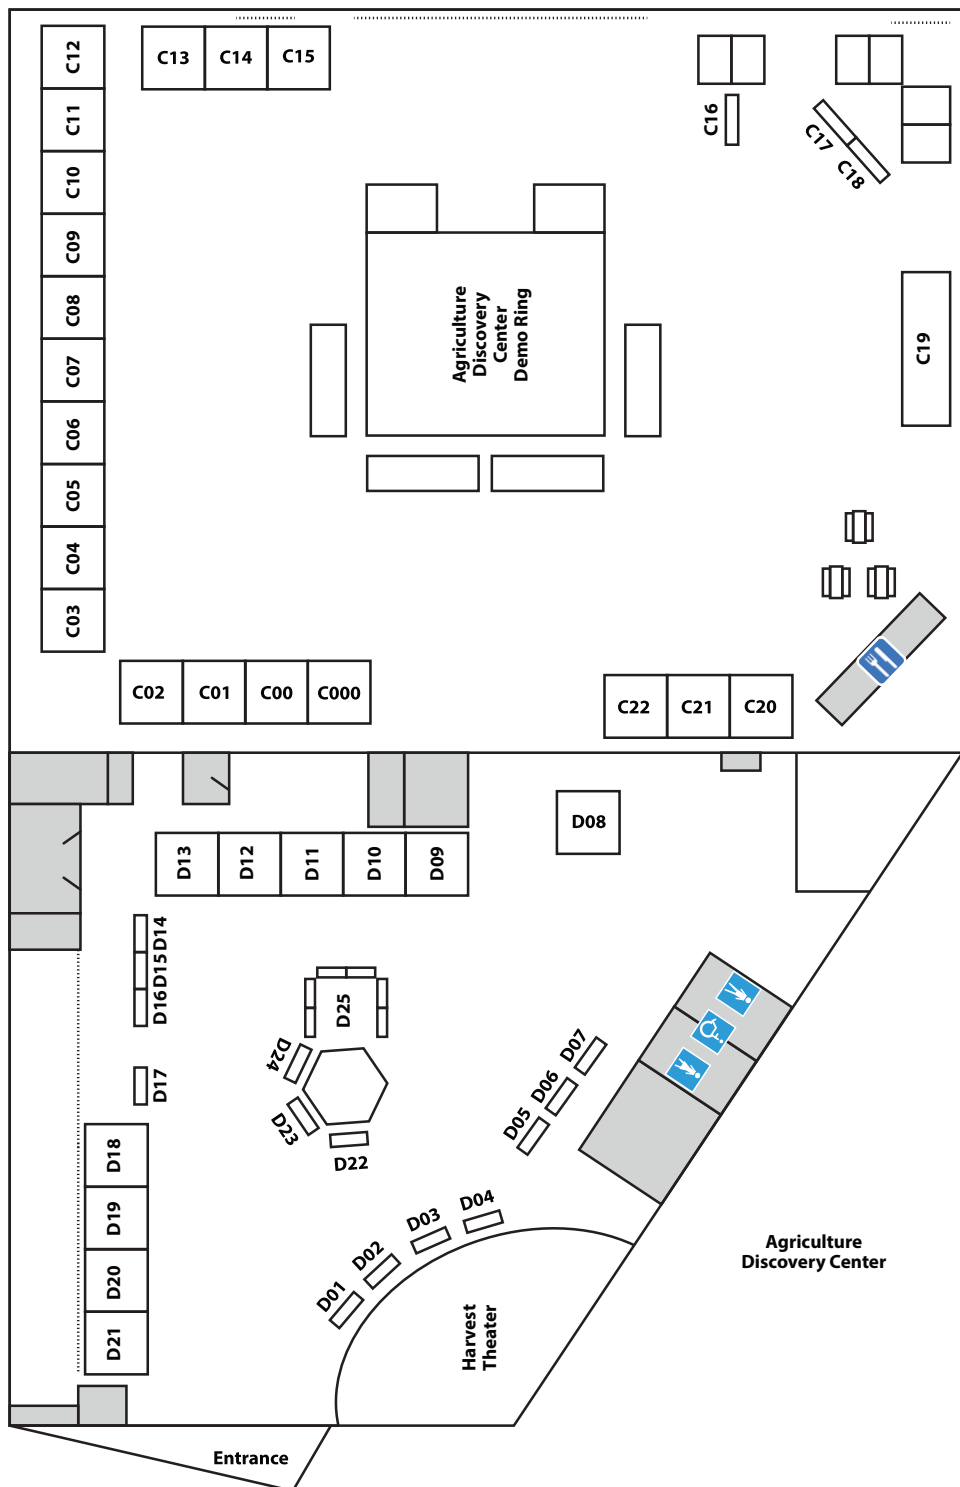 C12
C13
C14
C15
C11
C16
C17
C18
C10
C09
C08
Agriculture
Discovery
Center
Demo Ring
C19
C07
C06
C05
C04
C03
C02
C01
C00
C000
C22
C21
C20
D08
D13
D12
D11
D10
D09
D14
D15
D16
D25
D24
D07
D06
D05
D17
D23
D22
D18
D19
D20
D21
D04
D03
D02
D01
Agriculture
Discovery Center
Harvest
Theater
Entrance